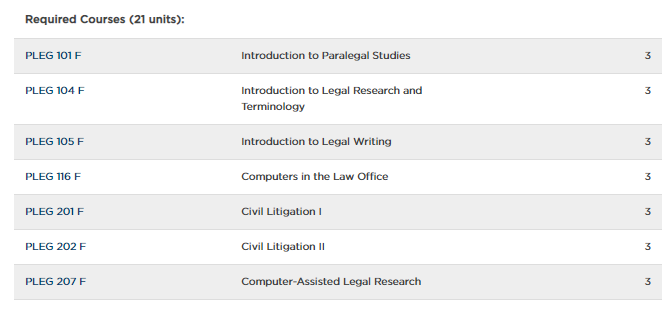 Required Courses (21 units):
PLEG 101 F Introduction to Paralegal Studies 3
PLEG 104 F Introduction to Legal Research and 3
Terminology
PLEG 105 F Introduction to Legal Writing 3
PLEG 116 F Computers in the Law Office 3
PLEG 201 F Civil Litigation I 3
PLEG 202 F Civil Litigation II 3
PLEG 207 F Computer-Assisted Legal Research 3